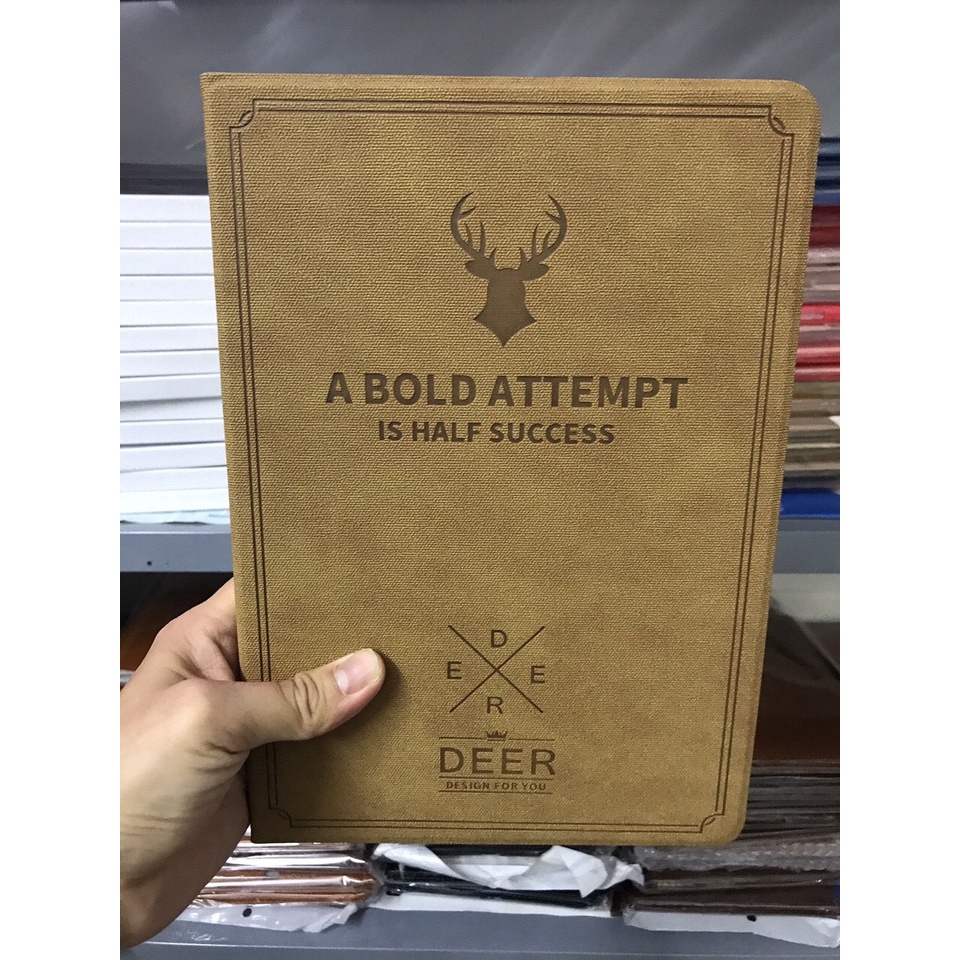 A BOLD ATTEMPT
IS HALF SUCCESS
D
E E
R
DEER
DESIGN FOR YOU